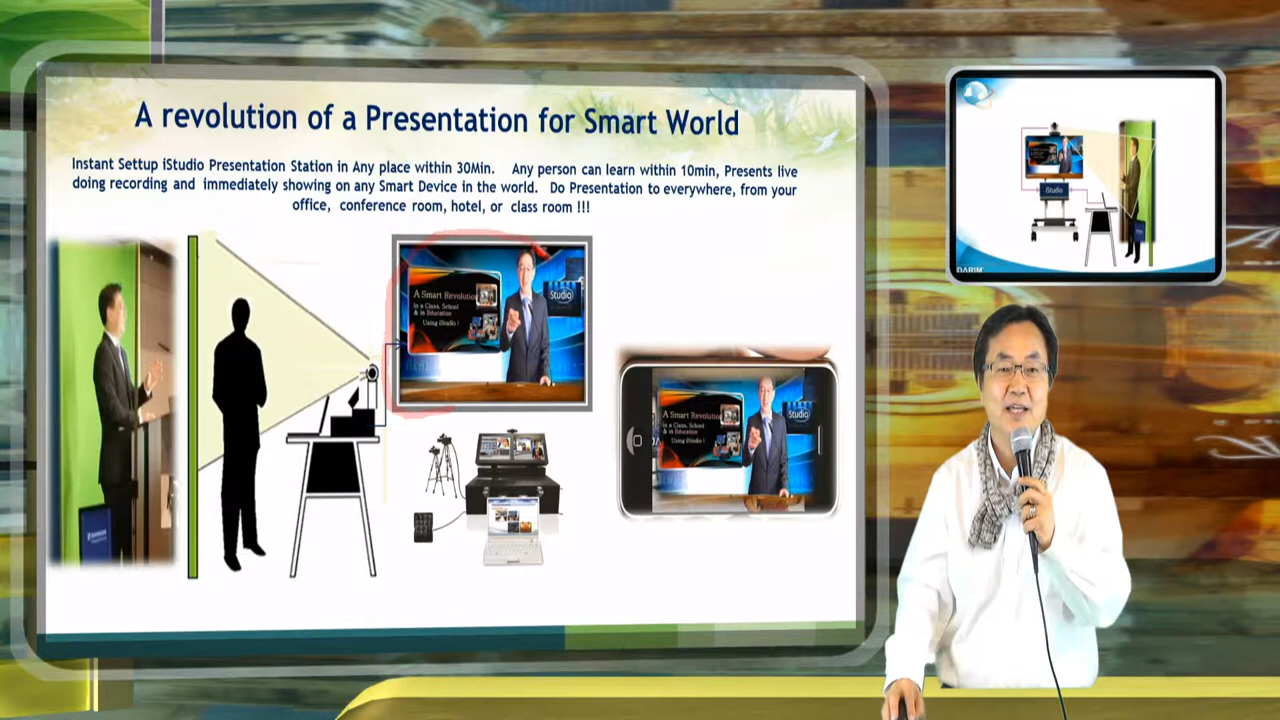 A revolution of a Presentation for Smart World
Instant Settup iStudio Presentation Station in Any place within 30Min. Any person can learn within 10min, Presents live
doing recording and immediately showing on any Smart Device in the world. Do Presentation to everywhere, from your
office, conference room, hotel, or class room !!!
A Smart Revolution
In a Class, School
& in Education
Using iStudio !
iStudio
A Smart Revolution
In a Class, School
& in Education
Using iStudio !
iStudio
iStudio
DARIM